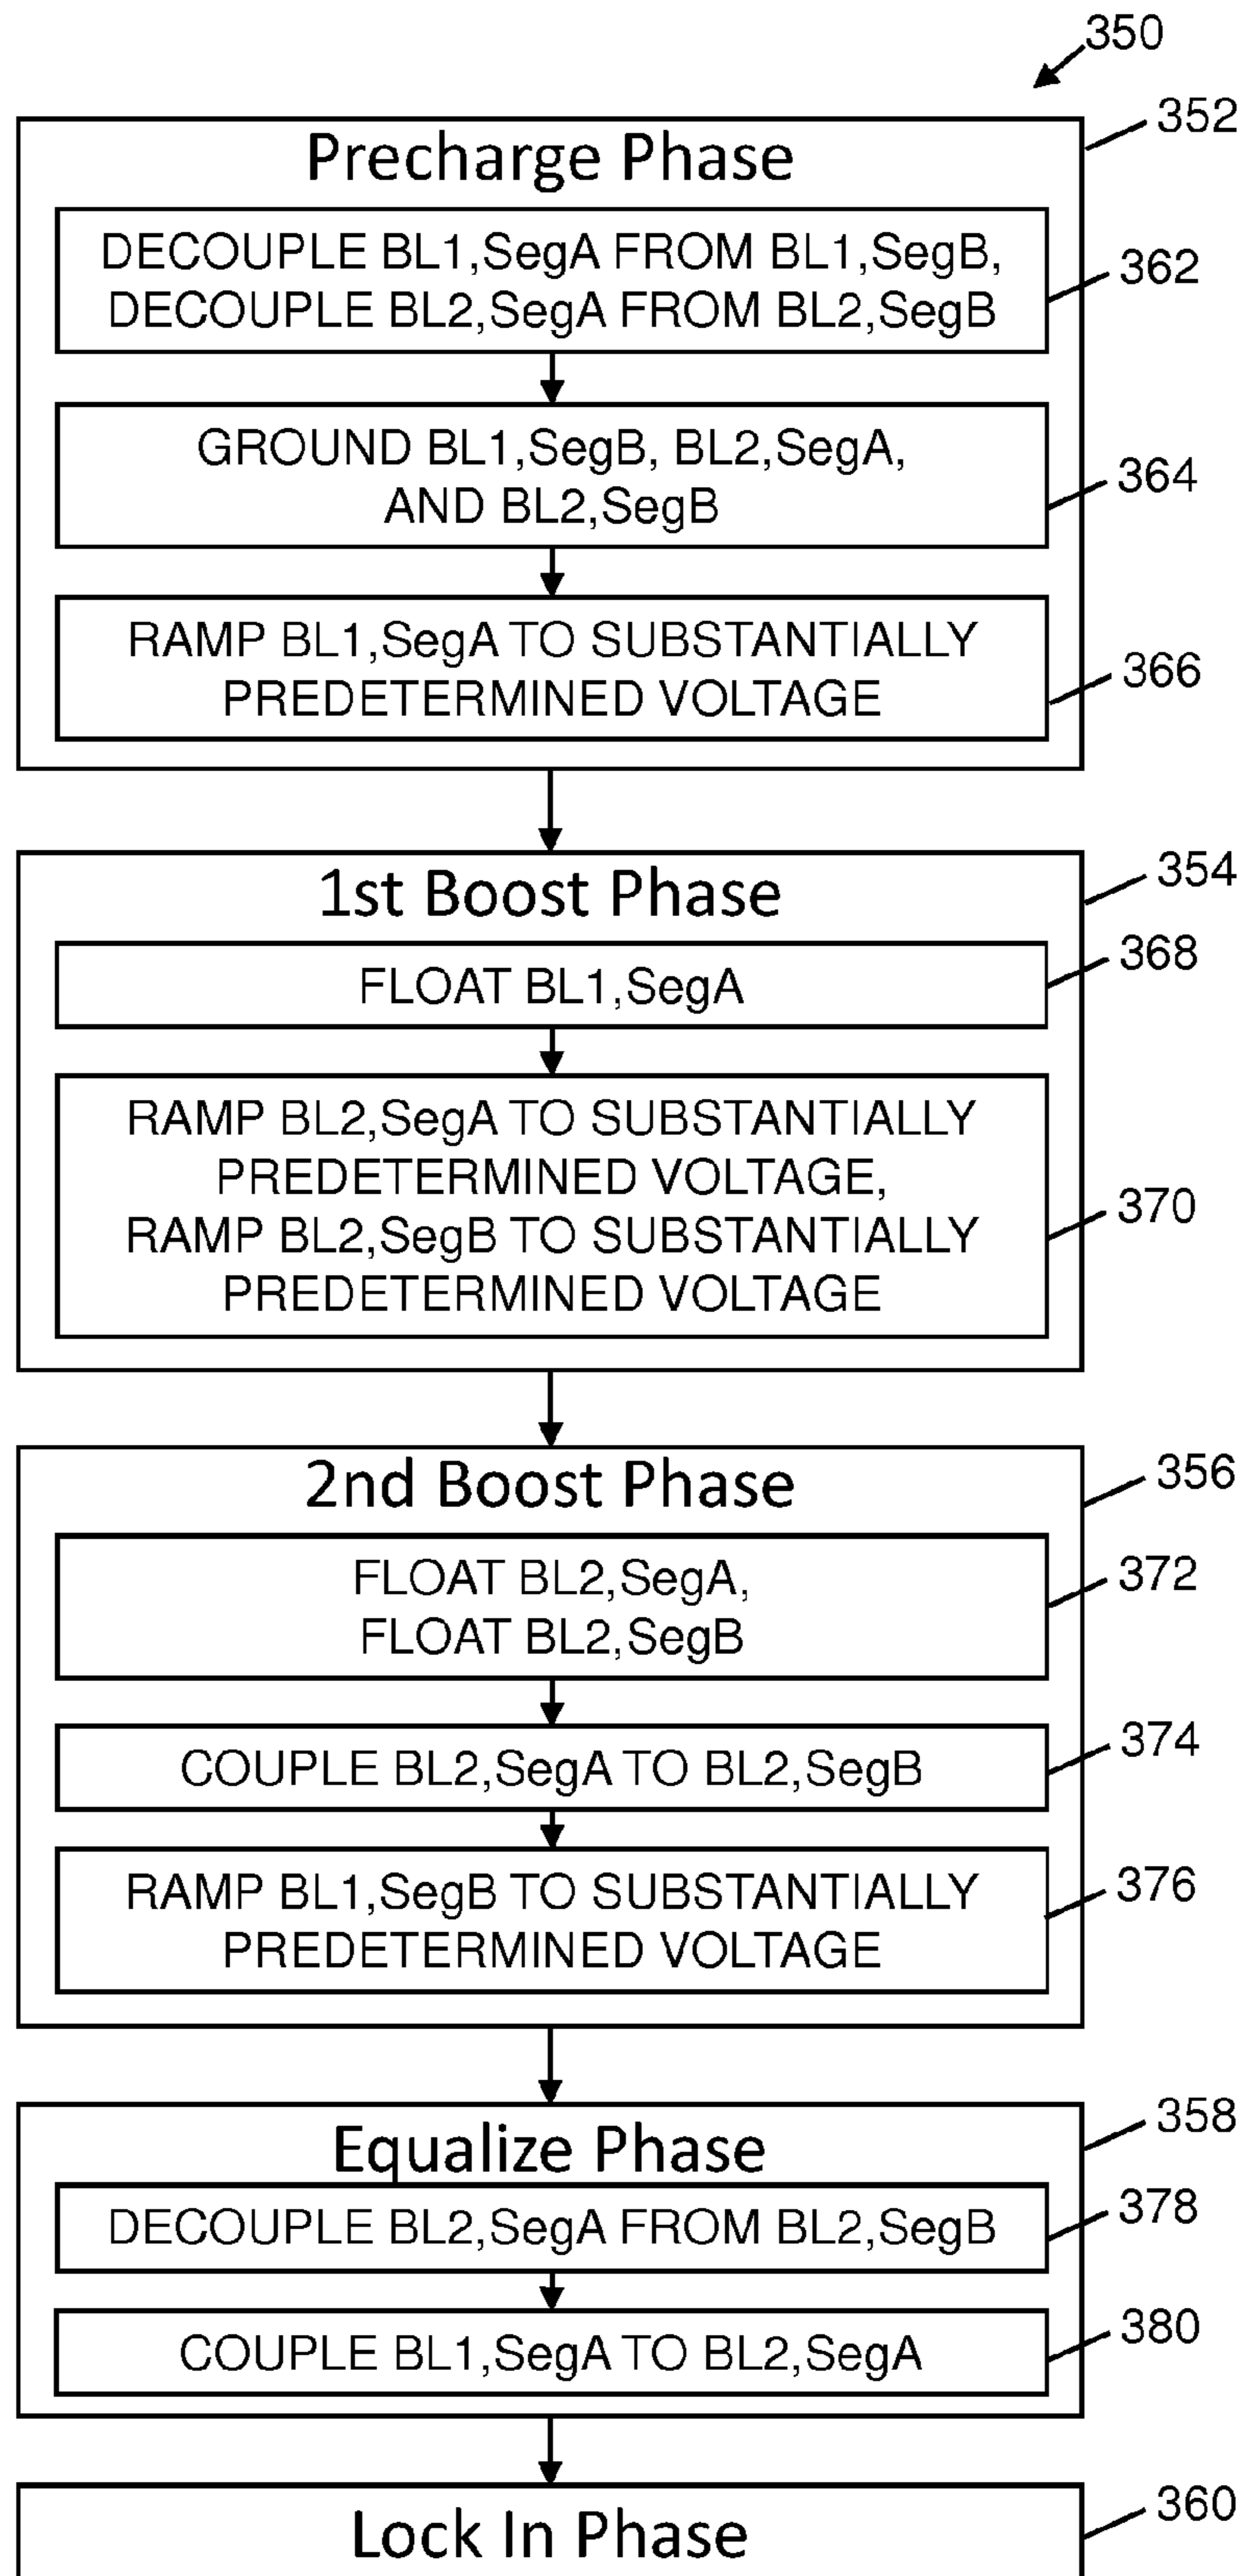 350
352
Precharge Phase
DECOUPLE BL1,SegA FROM BL1,SegB,
DECOUPLE BL2,SegA FROM BL2,SegB
362
GROUND BL1,SegB, BL2,SegA,
AND BL2,SegB
364
RAMP BL1,SegA TO SUBSTANTIALLY
PREDETERMINED VOLTAGE
366
354
1st Boost Phase
FLOAT BL1,SegA
368
RAMP BL2,SegA TO SUBSTANTIALLY
PREDETERMINED VOLTAGE,
RAMP BL2,SegB TO SUBSTANTIALLY
PREDETERMINED VOLTAGE
370
356
2nd Boost Phase
FLOAT BL2,SegA,
FLOAT BL2,SegB
372
COUPLE BL2,SegA TO BL2,SegB
374
RAMP BL1,SegB TO SUBSTANTIALLY
PREDETERMINED VOLTAGE
376
358
Equalize Phase
DECOUPLE BL2,SegA FROM BL2,SegB
378
COUPLE BL1,SegA TO BL2,SegA
380
360
Lock In Phase